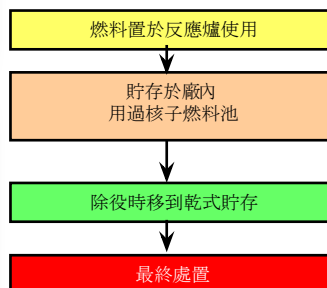 燃料置於反應爐使用
貯存於廠內
用過核子燃料池
除役時移到乾式貯存
最終處置